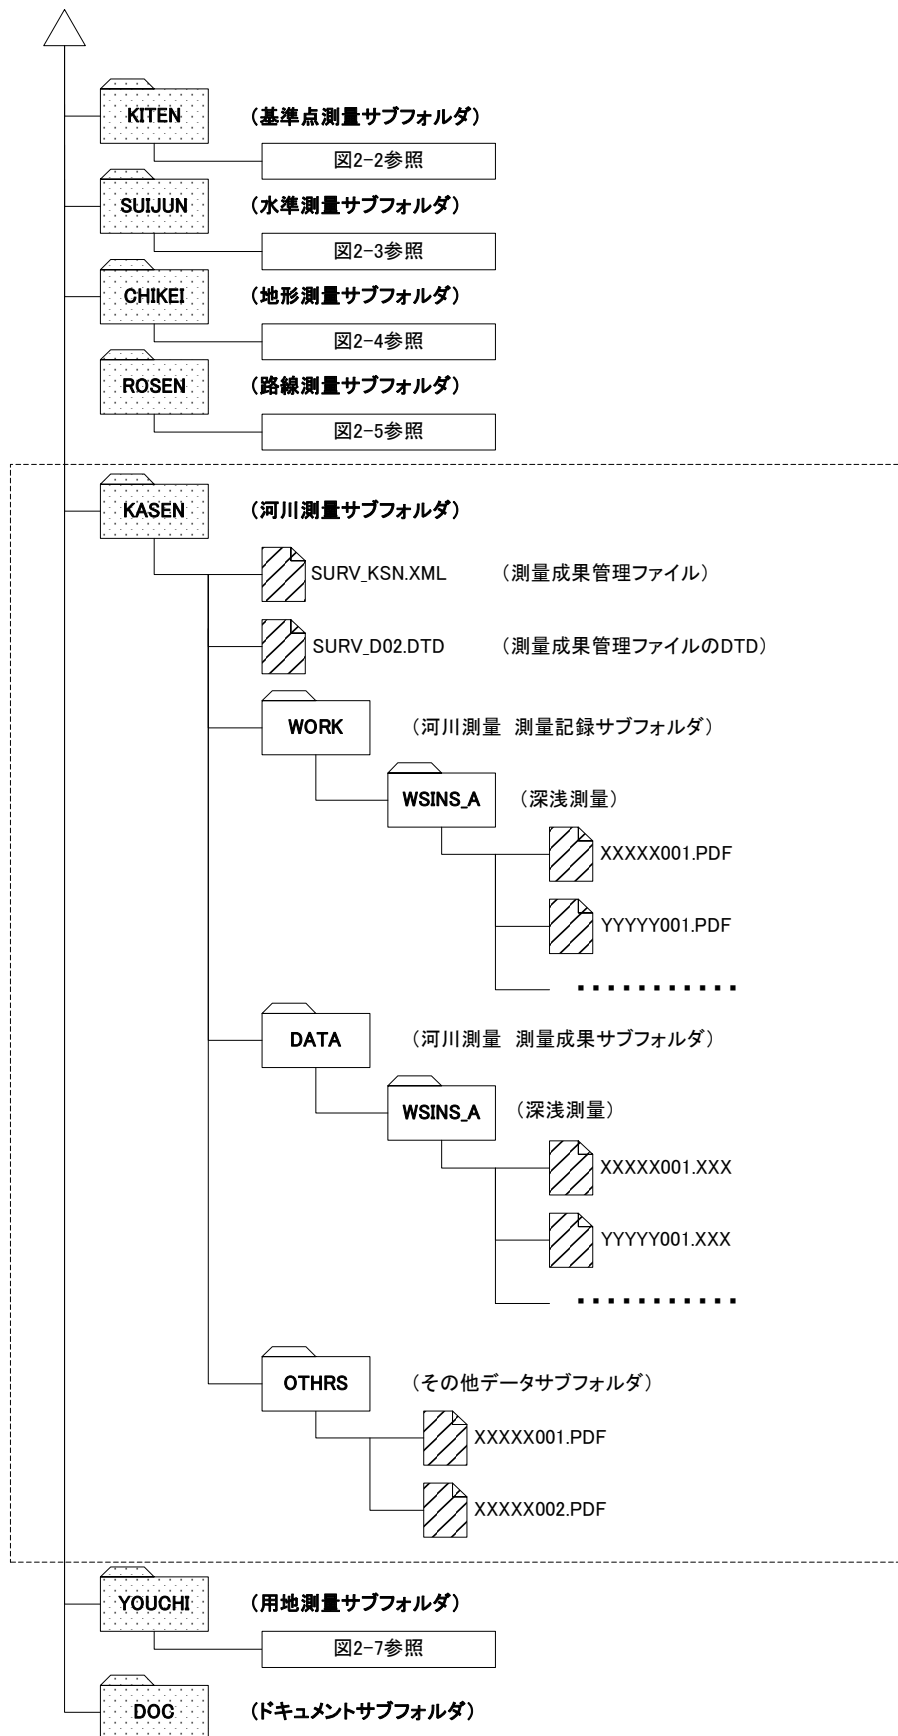 KITEN (基準点測量サブフォルダ)
図2-2参照
SUIJUN (水準測量サブフォルダ)
図2-3参照
CHIKEI (地形測量サブフォルダ)
図2-4参照
ROSEN (路線測量サブフォルダ)
図2-5参照
KASEN (河川測量サブフォルダ)
SURV_KSN.XML (測量成果管理ファイル)
SURV_D02.DTD (測量成果管理ファイルのDTD)
WORK (河川測量 測量記録サブフォルダ)
WSINS_A (深浅測量)
XXXXX001.PDF
YYYYY001.PDF
...........
DATA (河川測量 測量成果サブフォルダ)
WSINS_A (深浅測量)
XXXXX001.XXX
YYYYY001.XXX
...........
OTHRS (その他データサブフォルダ)
XXXXX001.PDF
XXXXX002.PDF
YOUCHI (用地測量サブフォルダ)
図2-7参照
DOC (ドキュメントサブフォルダ)